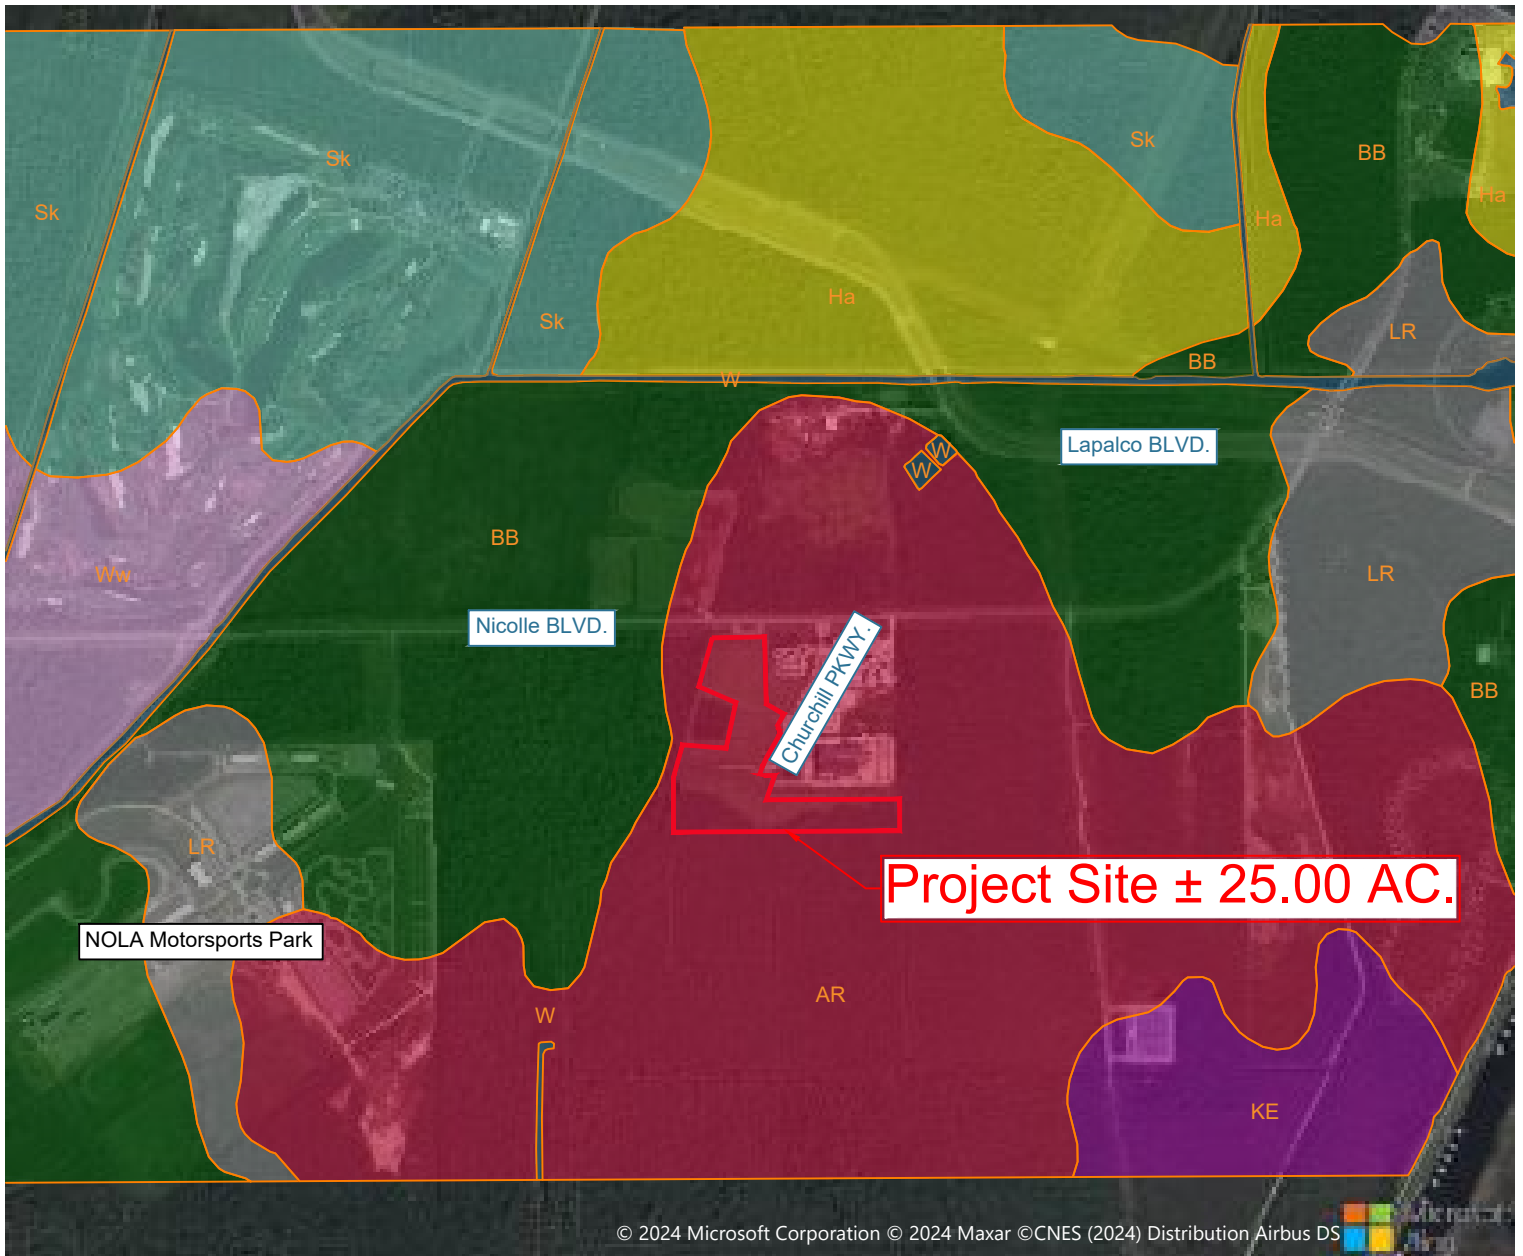 Sk
BB
Sk
Ha
Sk
Ha
Ha
Sk
LR
BB
W
Lapalco BLVD.
W
W
BB
Ww
LR
Nicolle BLVD.
Churchill PKWY.
BB
LR
Project Site ± 25.00 AC.
NOLA Motorsports Park
AR
W
KE
© 2024 Microsoft Corporation © 2024 Maxar ©CNES (2024) Distribution Airbus DS